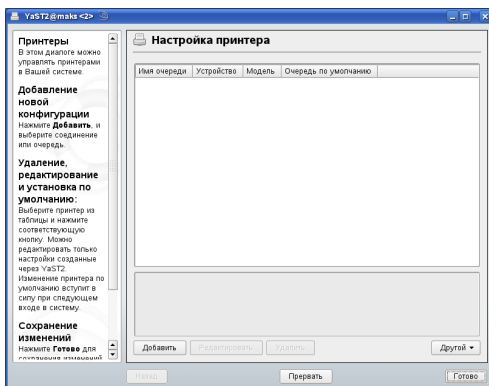 YaST2@maks <2>
Принтеры
В этом диалоге можно
управлять принтерами
в Вашей системе.
Добавление
новой
конфигурации
Нажмите Добавить, и
выберите соединение
или очередь.
Удаление,
редактирование
и установка по
умолчанию:
Выберите принтер из
таблицы и нажмите
соответствующую
кнопку. Можно
редактировать только
настройки созданные
через YaST2.
Изменение принтера по
умолчанию вступит в
силу при следующем
входе в систему.
Сохранение
изменений
Нажмите Готово для
сохранения изменений
Настройка принтера
Имя очереди Устройство Модель Очередь по умолчанию
Добавить Редактировать Удалить Другой
Назад Прервать Готово